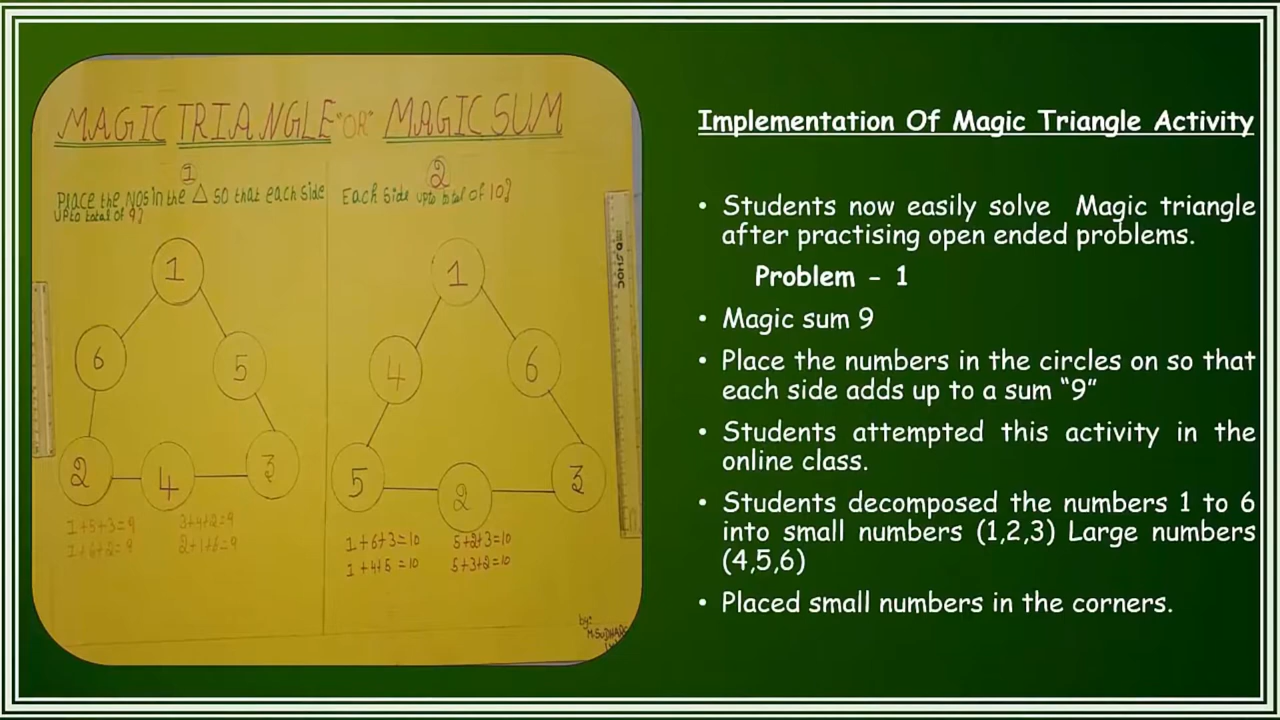 MAGIC TRIANGLE "OR" MAGIC SUM
1
Place the Nos in the △ so that each side
upto total of 9?
1
6
5
2
4
3
1+5+3=9
3+4+2=9
1+6+2=9
2+1+6=9
2
Each side upto total of 10?
1
4
6
5
2
3
1+6+3=10
5+2+3=10
1+4+5=10
5+3+2=10
by:
Implementation Of Magic Triangle Activity
• Students now easily solve Magic triangle
after practising open ended problems.
Problem - 1
• Magic sum 9
• Place the numbers in the circles on so that
each side adds up to a sum “9”
• Students attempted this activity in the
online class.
• Students decomposed the numbers 1 to 6
into small numbers (1,2,3) Large numbers
(4,5,6)
• Placed small numbers in the corners.